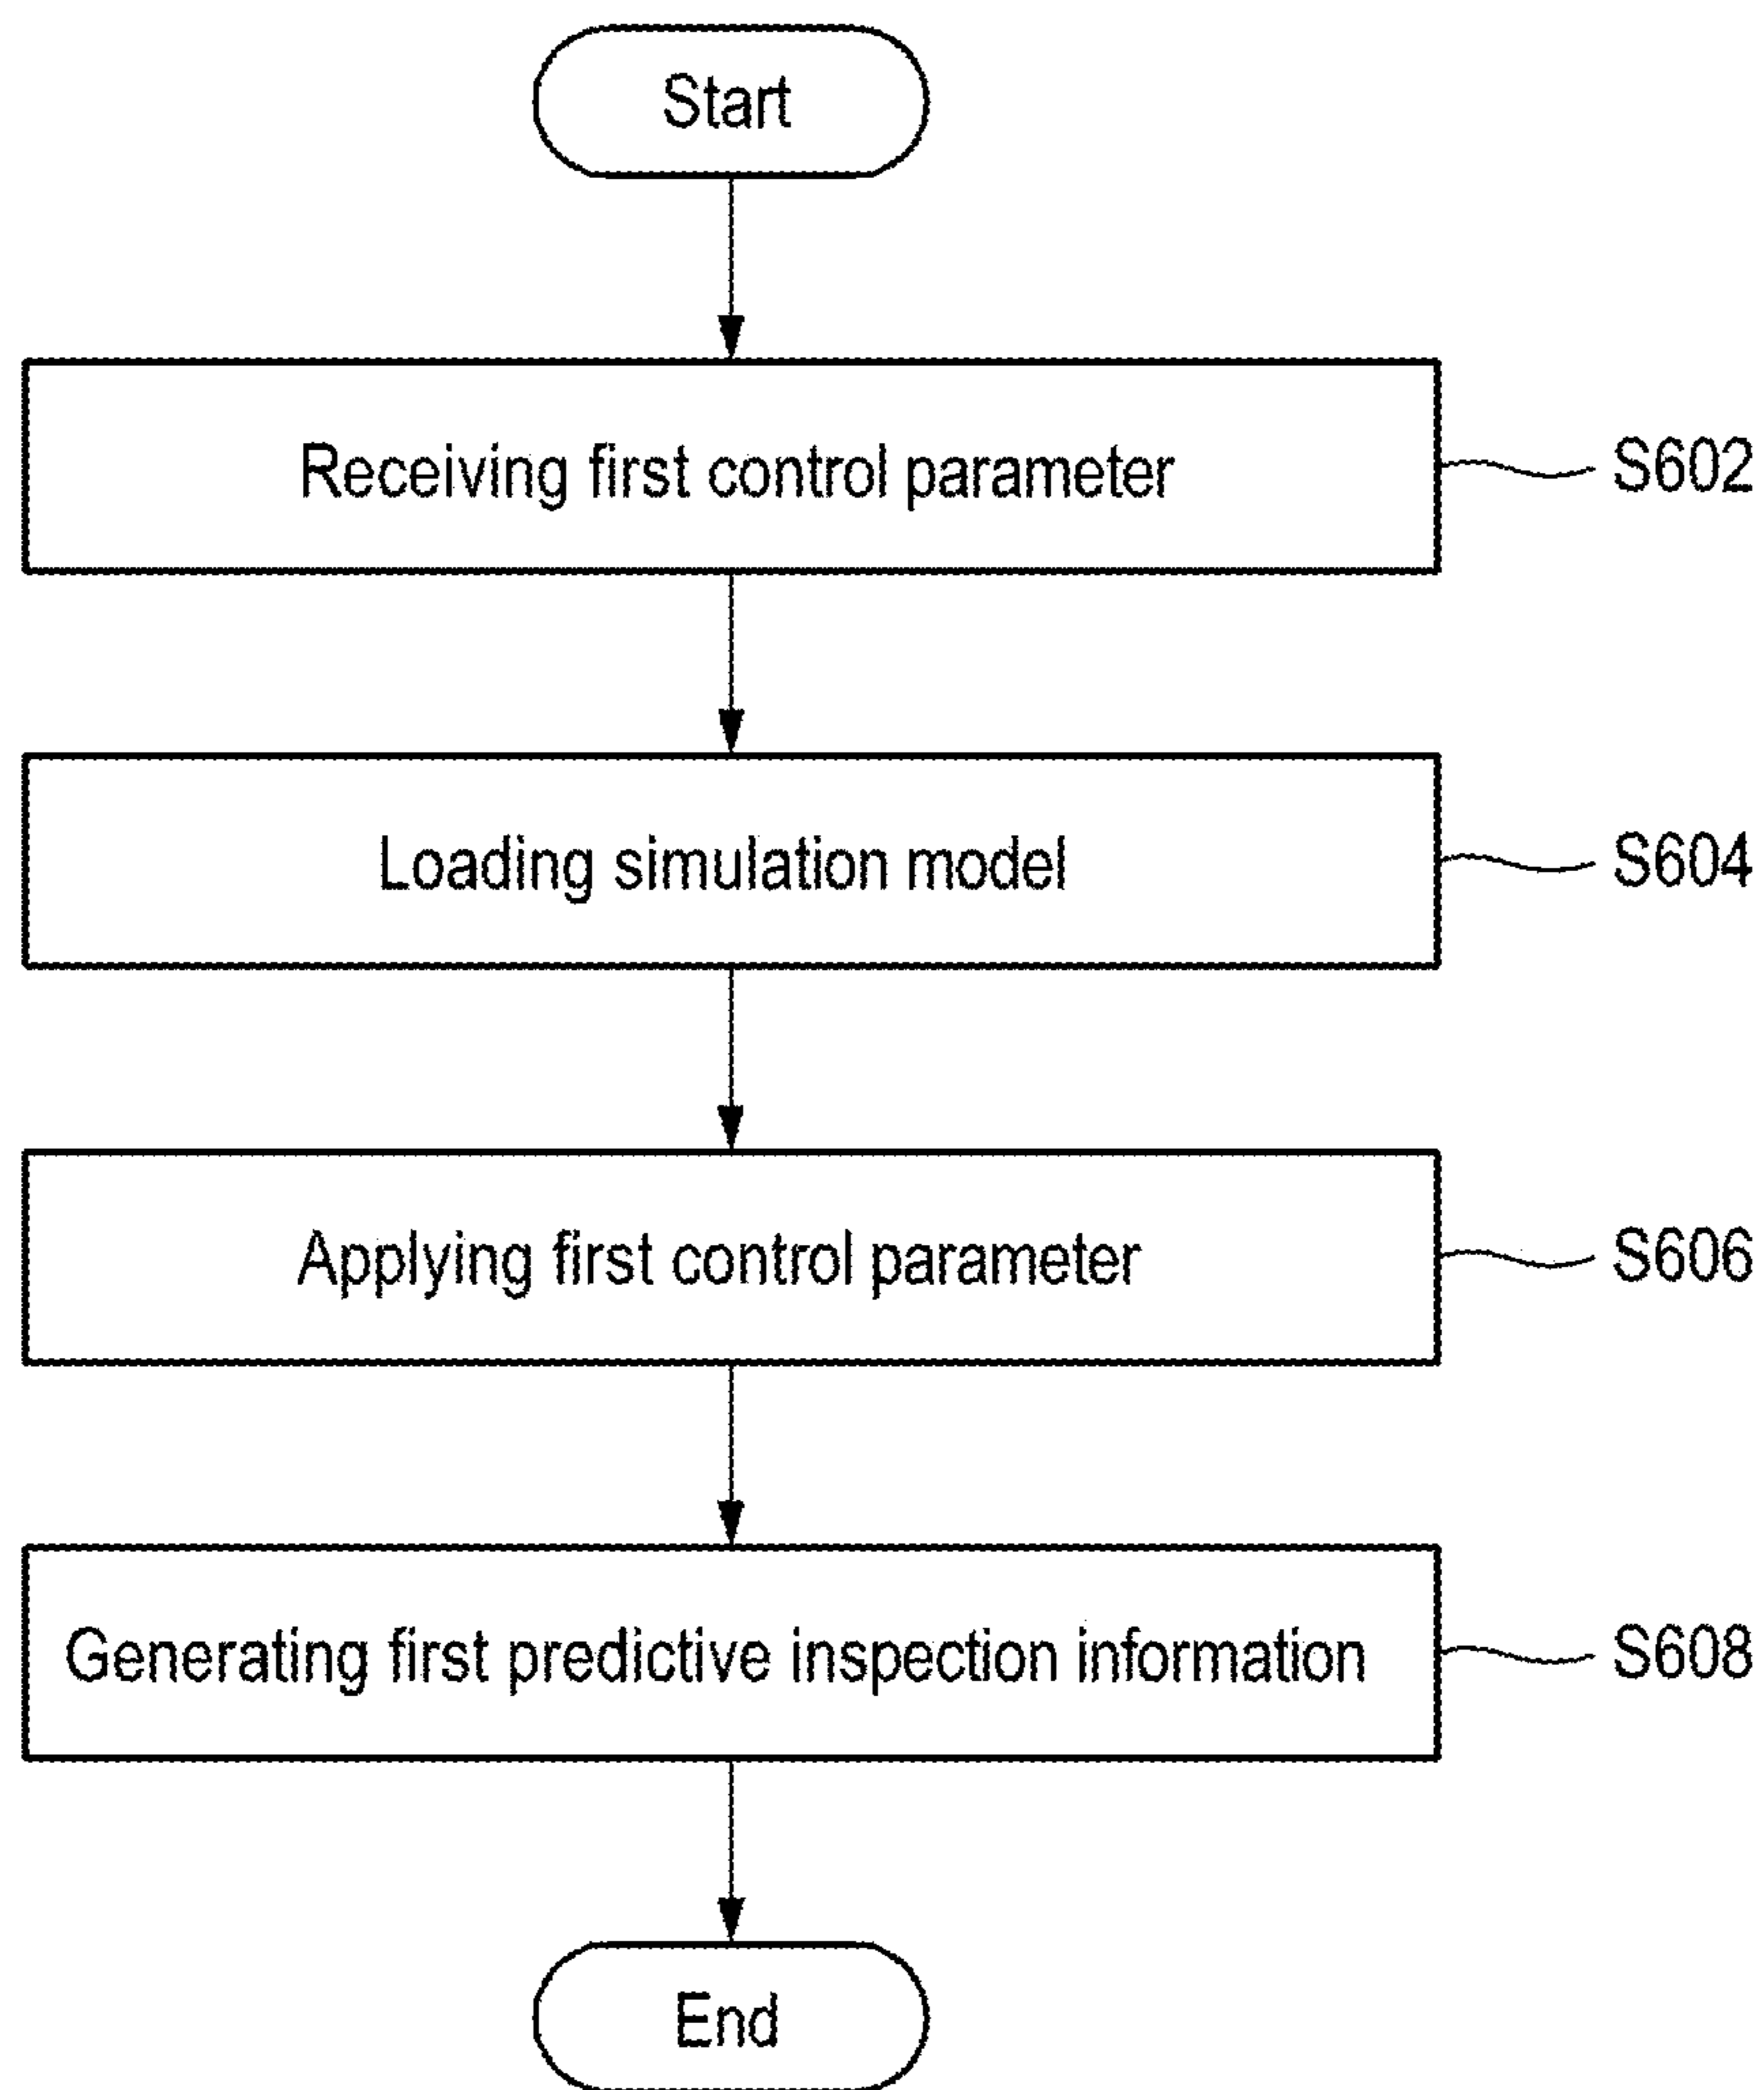 Start
Receiving first control parameter
S602
Loading simulation model
S604
Applying first control parameter
S606
Generating first predictive inspection information
S608
End